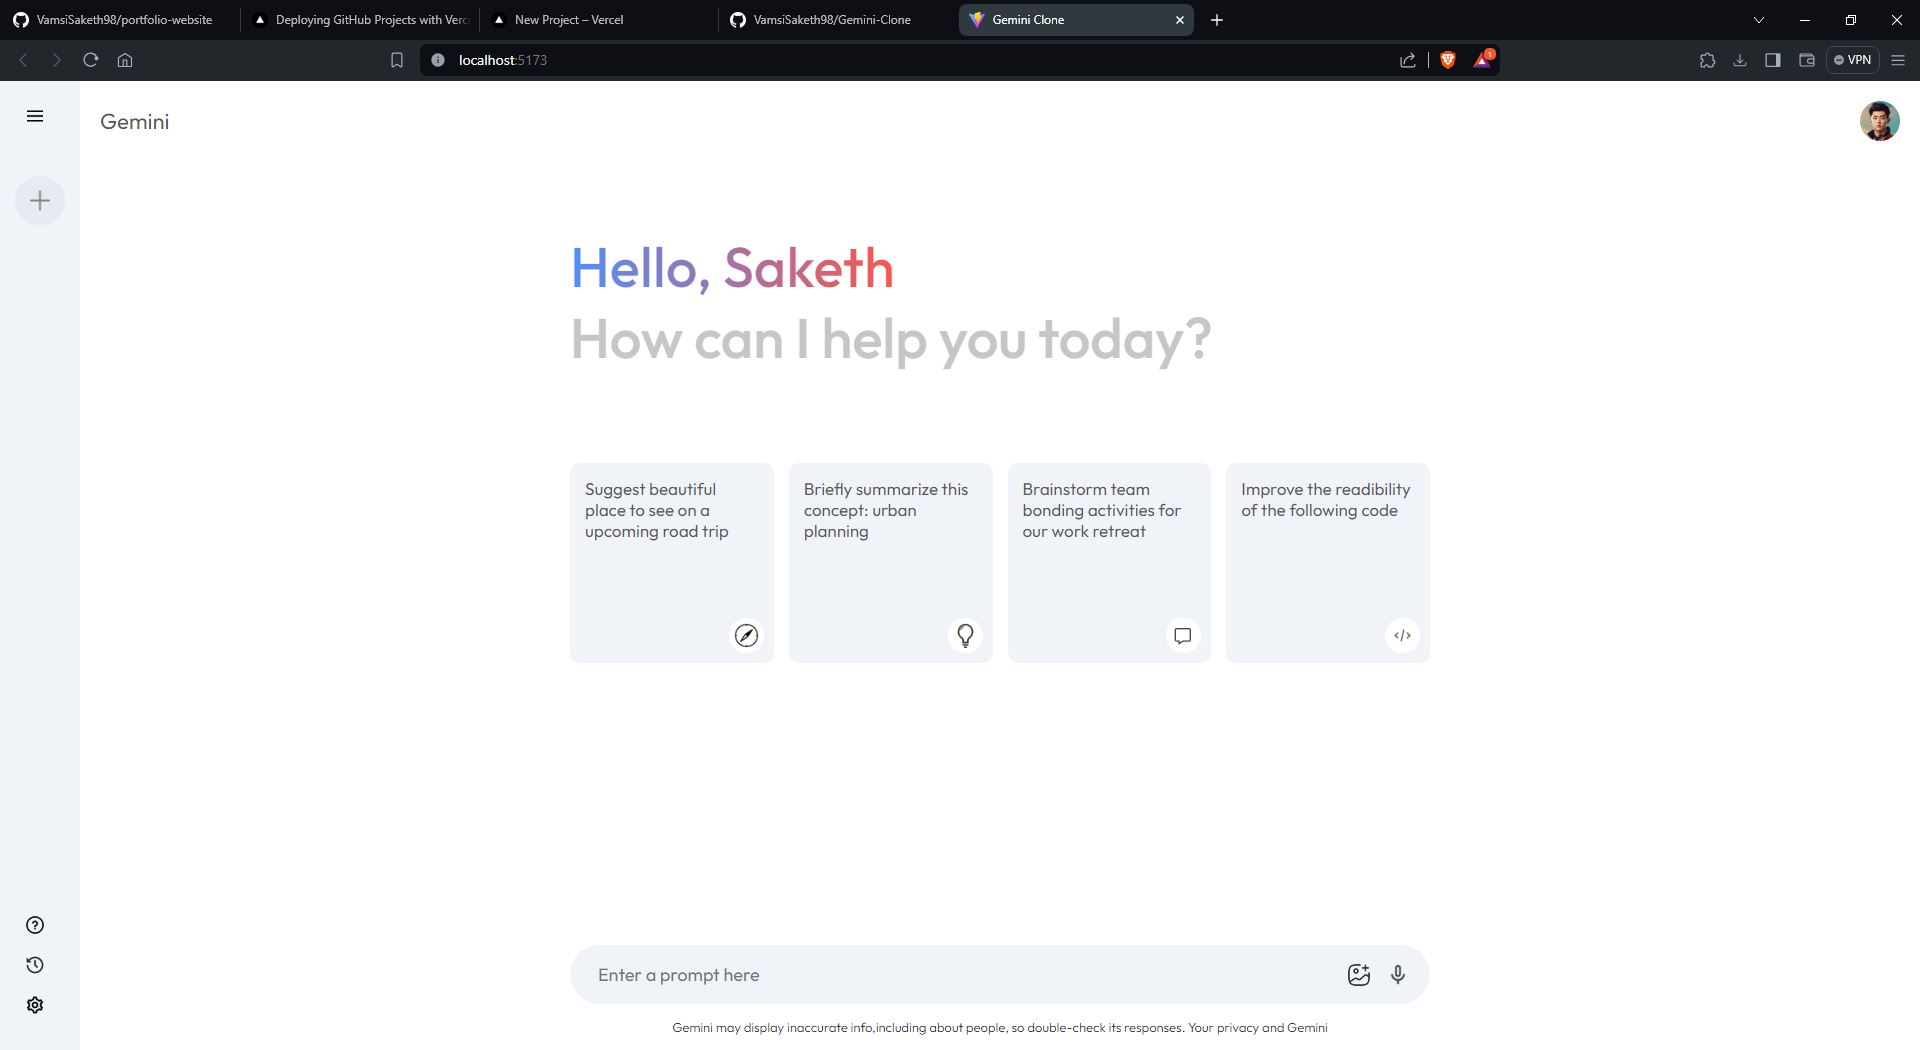 VamsiSaketh98/portfolio-website
Deploying GitHub Projects with Verc
New Project – Vercel
VamsiSaketh98/Gemini-Clone
Gemini Clone
localhost:5173
1
VPN
Gemini
Hello, Saketh
How can I help you today?
Suggest beautiful
place to see on a
upcoming road trip
Briefly summarize this
concept: urban
planning
Brainstorm team
bonding activities for
our work retreat
Improve the readibility
of the following code
Enter a prompt here
Gemini may display inaccurate info,including about people, so double-check its responses. Your privacy and Gemini